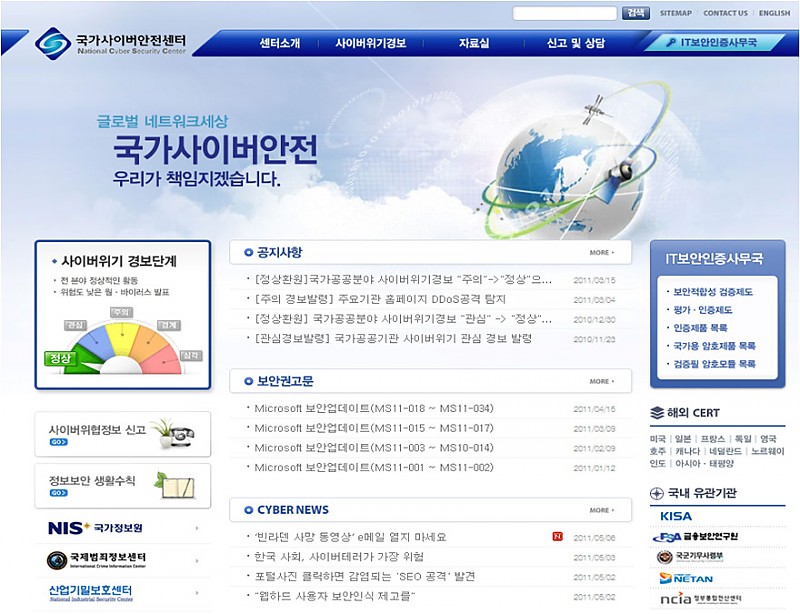 검색 SITEMAP CONTACT US ENGLISH
국가사이버안전센터
National Cyber Security Center
센터소개 사이버위기경보 자료실 신고 및 상담 IT보안인증사무국
글로벌 네트워크세상
국가사이버안전
우리가 책임지겠습니다.
사이버위기 경보단계
· 전 분야 정상적인 활동
· 위험도 낮은 웜 · 바이러스 발표
정상 관심 주의 경계 심각
사이버위협정보 신고
GO>
정보보안 생활수칙
GO>
NIS 국가정보원
국제범죄정보센터
International Crime Information Center
산업기밀보호센터
National Industrial Security Center
공지사항 MORE
· [정상환원]국가공공분야 사이버위기경보 "주의"->"정상"으... 2011/03/15
· [주의 경보발령] 주요기관 홈페이지 DDoS공격 탐지 2011/03/04
· [정상환원] 국가공공분야 사이버위기경보 "관심" -> "정상"... 2010/12/30
· [관심경보발령] 국가공공기관 사이버위기 관심 경보 발령 2010/11/23
보안권고문 MORE
· Microsoft 보안업데이트(MS11-018 ~ MS11-034) 2011/04/15
· Microsoft 보안업데이트(MS11-015 ~ MS11-017) 2011/03/09
· Microsoft 보안업데이트(MS11-003 ~ MS10-014) 2011/02/09
· Microsoft 보안업데이트(MS11-001 ~ MS11-002) 2011/01/12
CYBER NEWS MORE
· '빈라덴 사망 동영상' e메일 열지 마세요 N 2011/05/06
· 한국 사회, 사이버테러가 가장 위험 2011/05/03
· 포털사진 클릭하면 감염되는 'SEO 공격' 발견 2011/05/02
· "웹하드 사용자 보안인식 제고를" 2011/05/02
IT보안인증사무국
· 보안적합성 검증제도
· 평가 · 인증제도
· 인증제품 목록
· 국가용 암호제품 목록
· 검증필 암호모듈 목록
해외 CERT
미국 | 일본 | 프랑스 | 독일 | 영국
호주 | 캐나다 | 네덜란드 | 노르웨이
인도 | 아시아 · 태평양
국내 유관기관
KISA
FSA 금융보안연구원
국군기무사령부
NETAN
ncia 정부통합전산센터